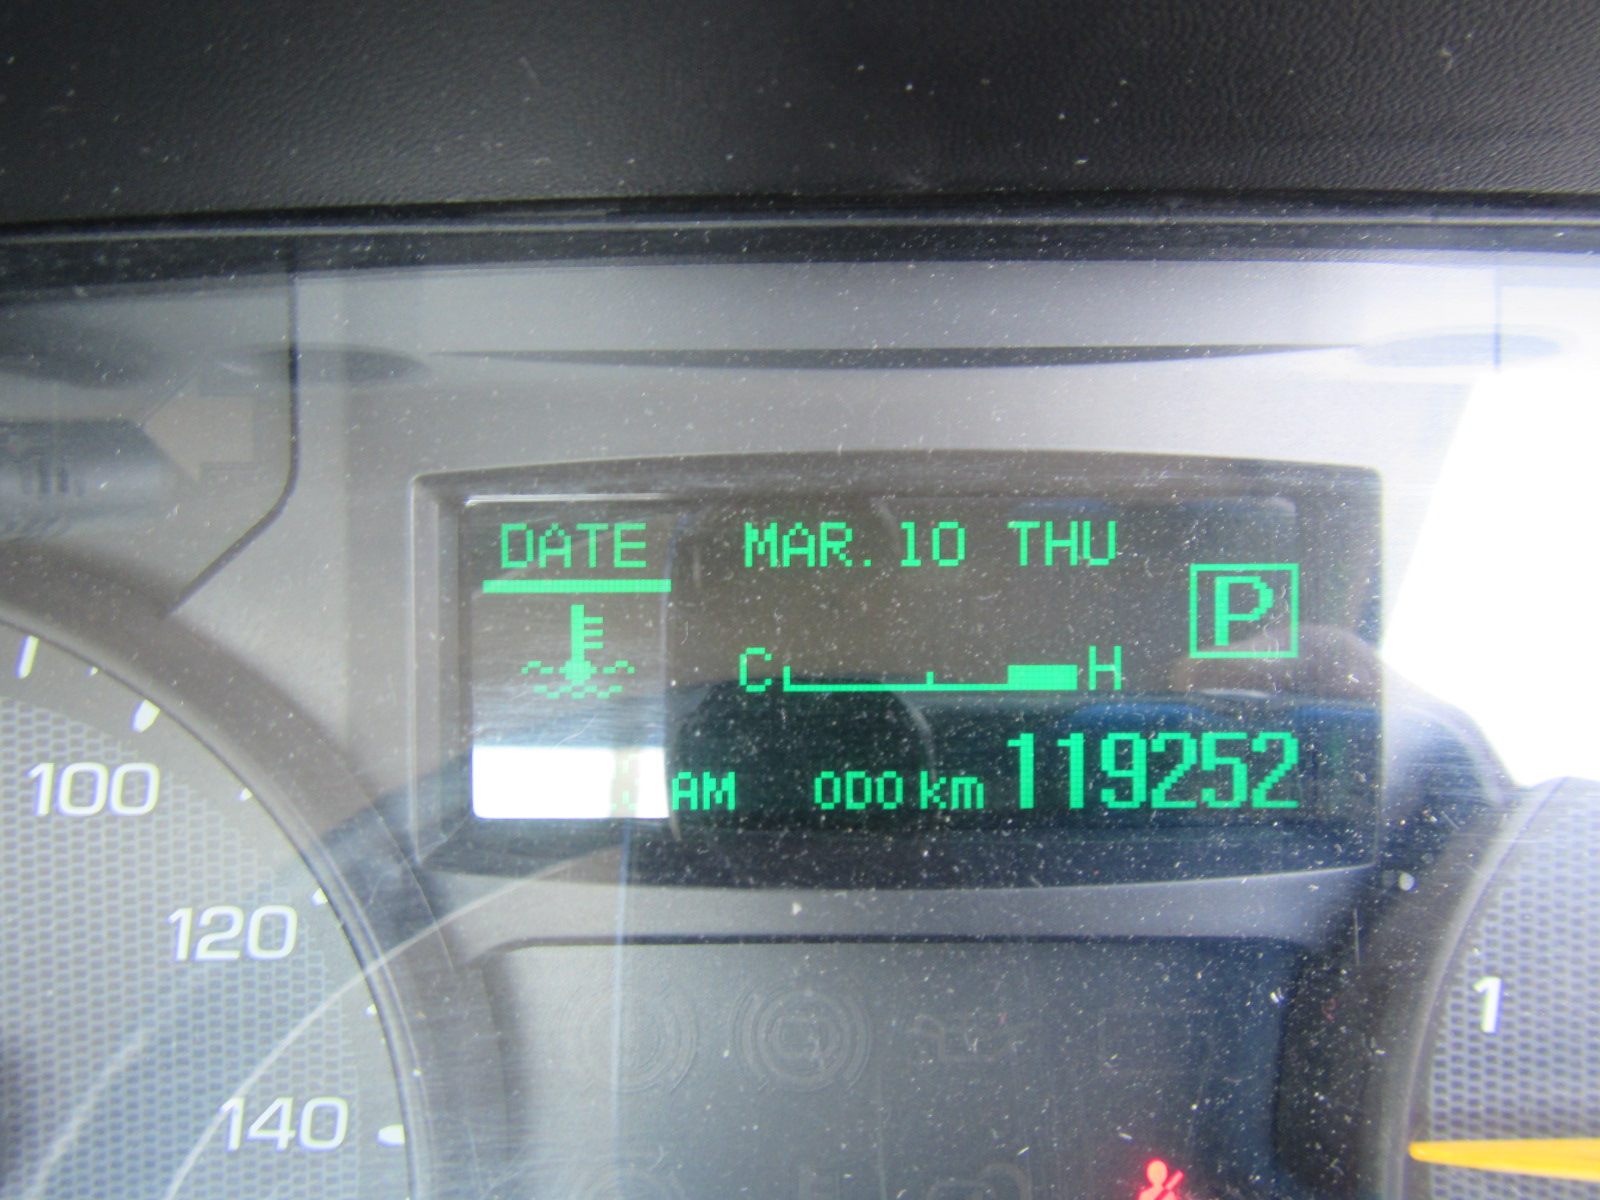 DATE MAR.10 THU
P
C H
AM ODO km 119252
100
120
140
1